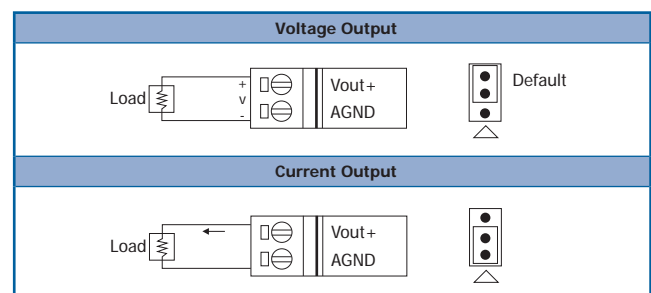 Voltage Output
Load
+
v
-
Vout+
AGND
Default
Current Output
Load
Vout+
AGND